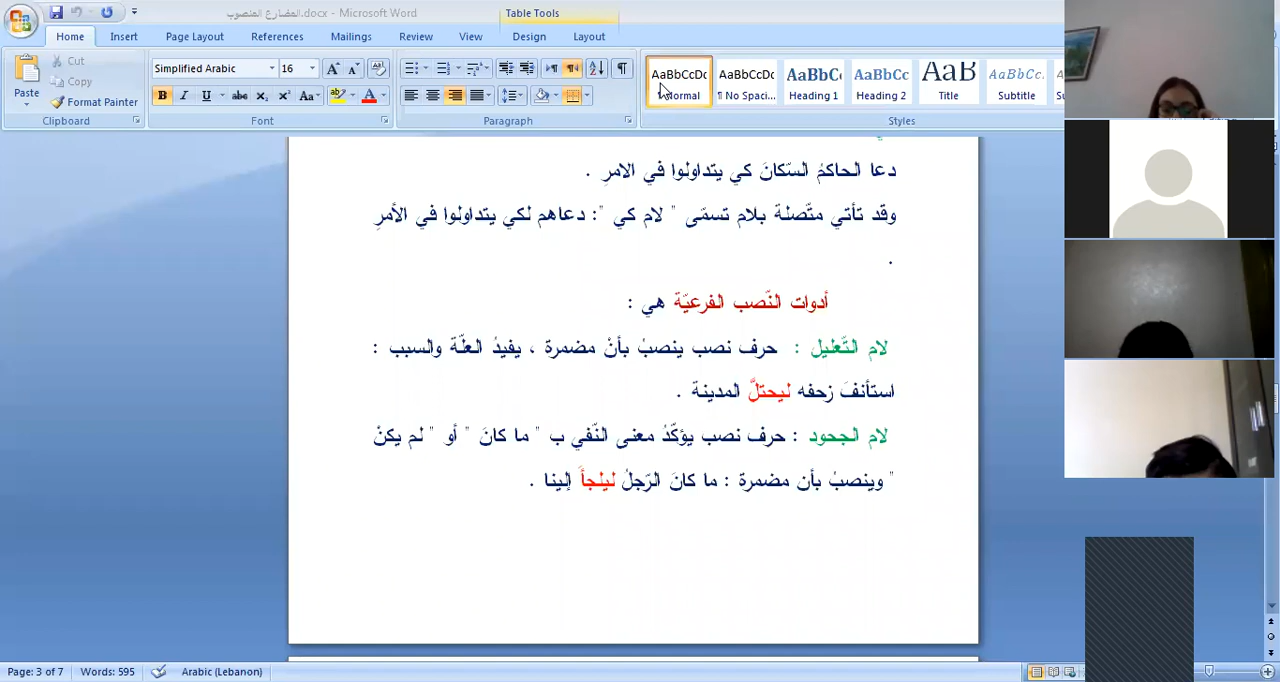 المضارع المنصوب.docx - Microsoft Word
Table Tools
Home Insert Page Layout References Mailings Review View Design Layout
Paste
Cut
Copy
Format Painter
Clipboard
Simplified Arabic 16
Font
Paragraph
AaBbCcDc AaBbCcDc AaBbC AaBbCc AaB AaBbCc.
Normal ¶ No Spaci... Heading 1 Heading 2 Title Subtitle
Styles
دعا الحاكمُ السّكانَ كي يتداولوا في الامرِ .
وقد تأتي متّصلة بلام تسمّى " لام كي ": دعاهم لكي يتداولوا في الأمرِ
.
أدوات النّصب الفرعيّة هي :
لام التّعليل : حرف نصب ينصبُ بأنْ مضمرة ، يفيدُ العلّة والسبب :
استأنفَ زحفه ليحتلَّ المدينة .
لام الجحود : حرف نصب يؤكّدُ معنى النّفي ب " ما كانَ " أو " لم يكنْ
" وينصبُ بأن مضمرة : ما كانَ الرّجلُ ليلجأَ إلينا .
Page: 3 of 7 Words: 595 Arabic (Lebanon)